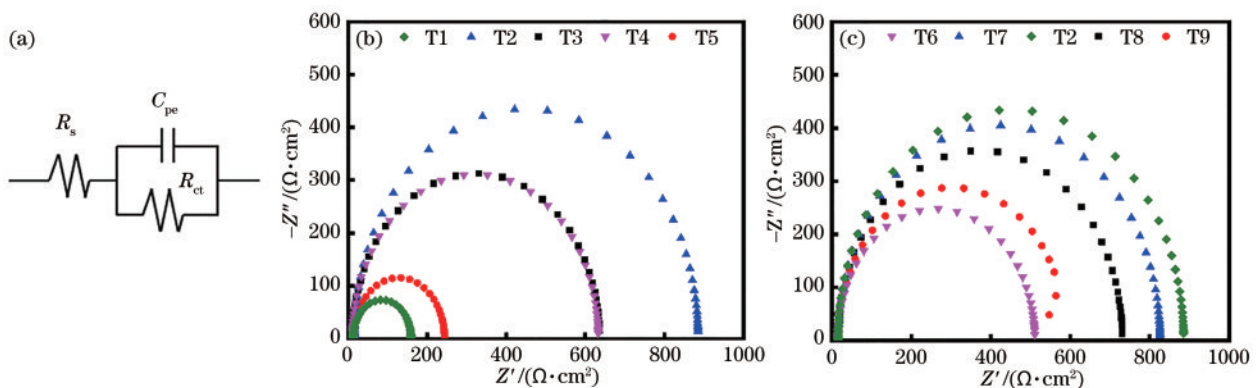 (a)
R_s
C_pe
R_ct
(b)
T1 T2 T3 T4 T5
600
500
400
300
200
100
0
−Z″/(Ω·cm²)
0 200 400 600 800 1000
Z′/(Ω·cm²)
(c)
T6 T7 T2 T8 T9
600
500
400
300
200
100
0
−Z″/(Ω·cm²)
0 200 400 600 800 1000
Z′/(Ω·cm²)